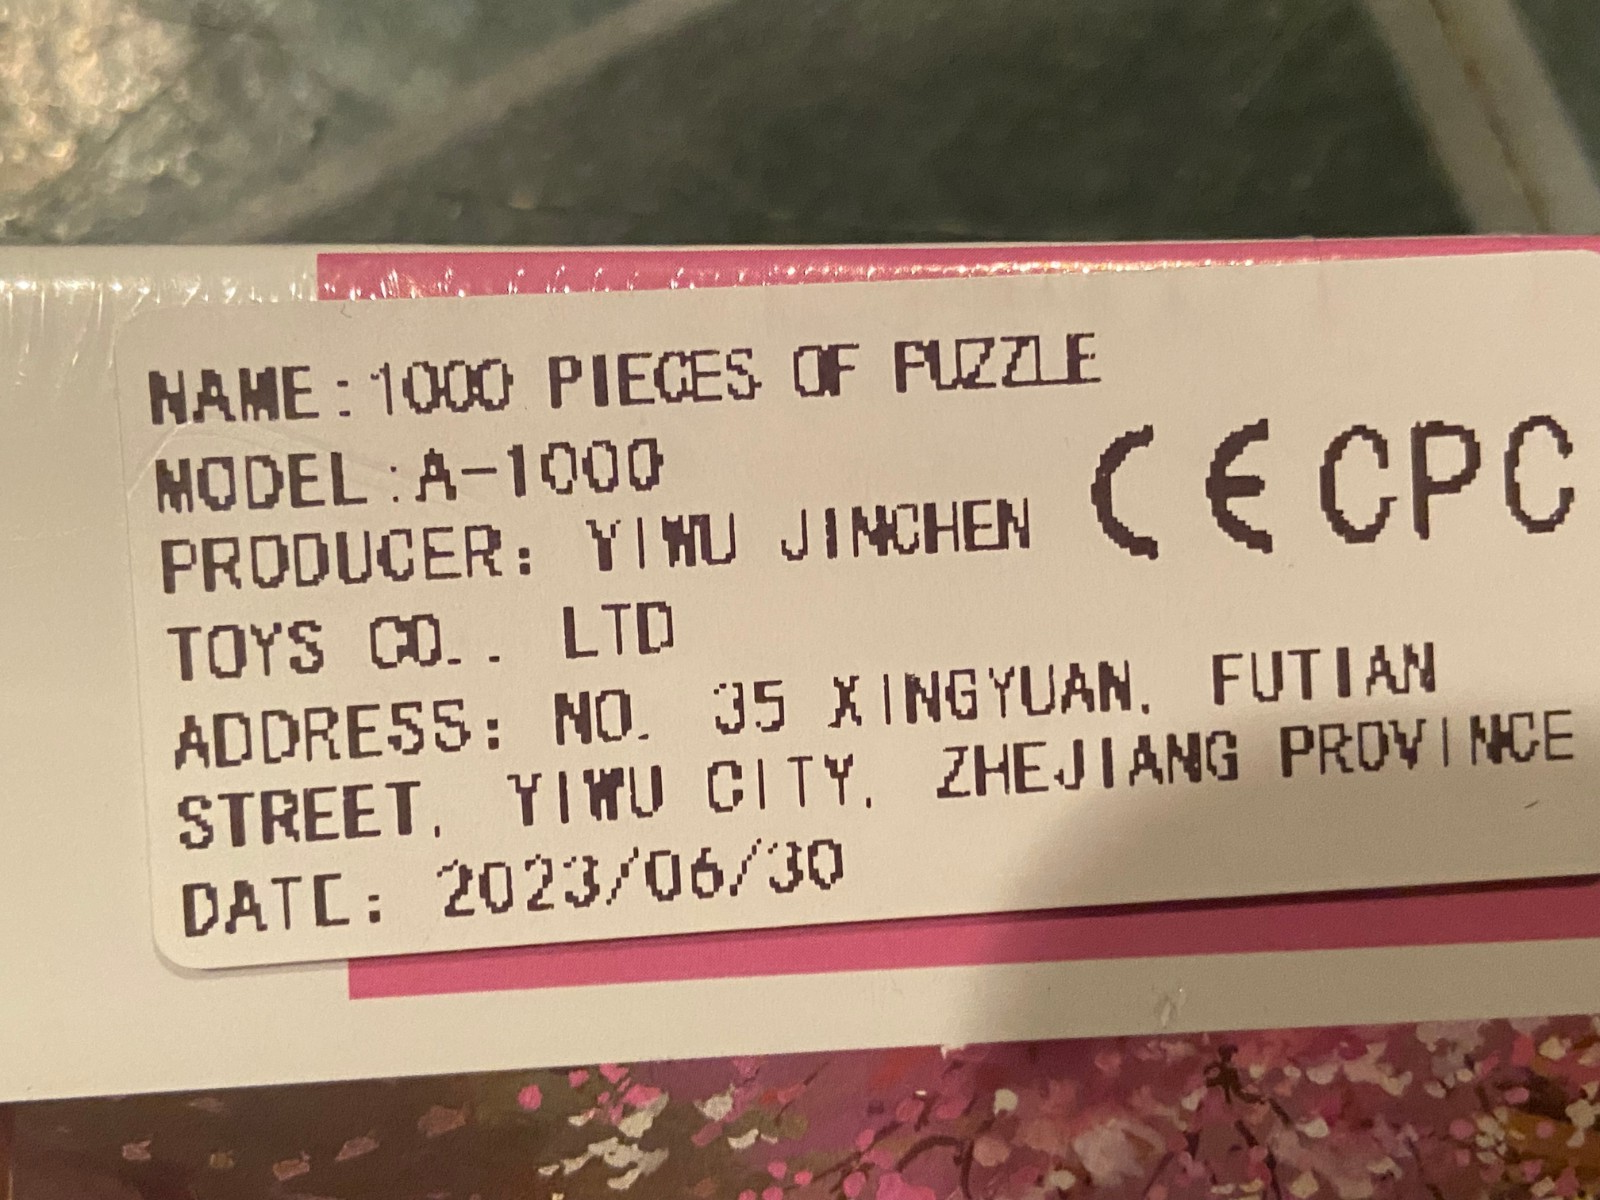 NAME:1000 PIECES OF PUZZLE
MODEL:A-1000
CE CPC
PRODUCER: YIWU JINCHEN
TOYS CO., LTD
ADDRESS: NO. 35 XINGYUAN, FUTIAN
STREET, YIWU CITY, ZHEJIANG PROVINCE
DATE: 2023/06/30